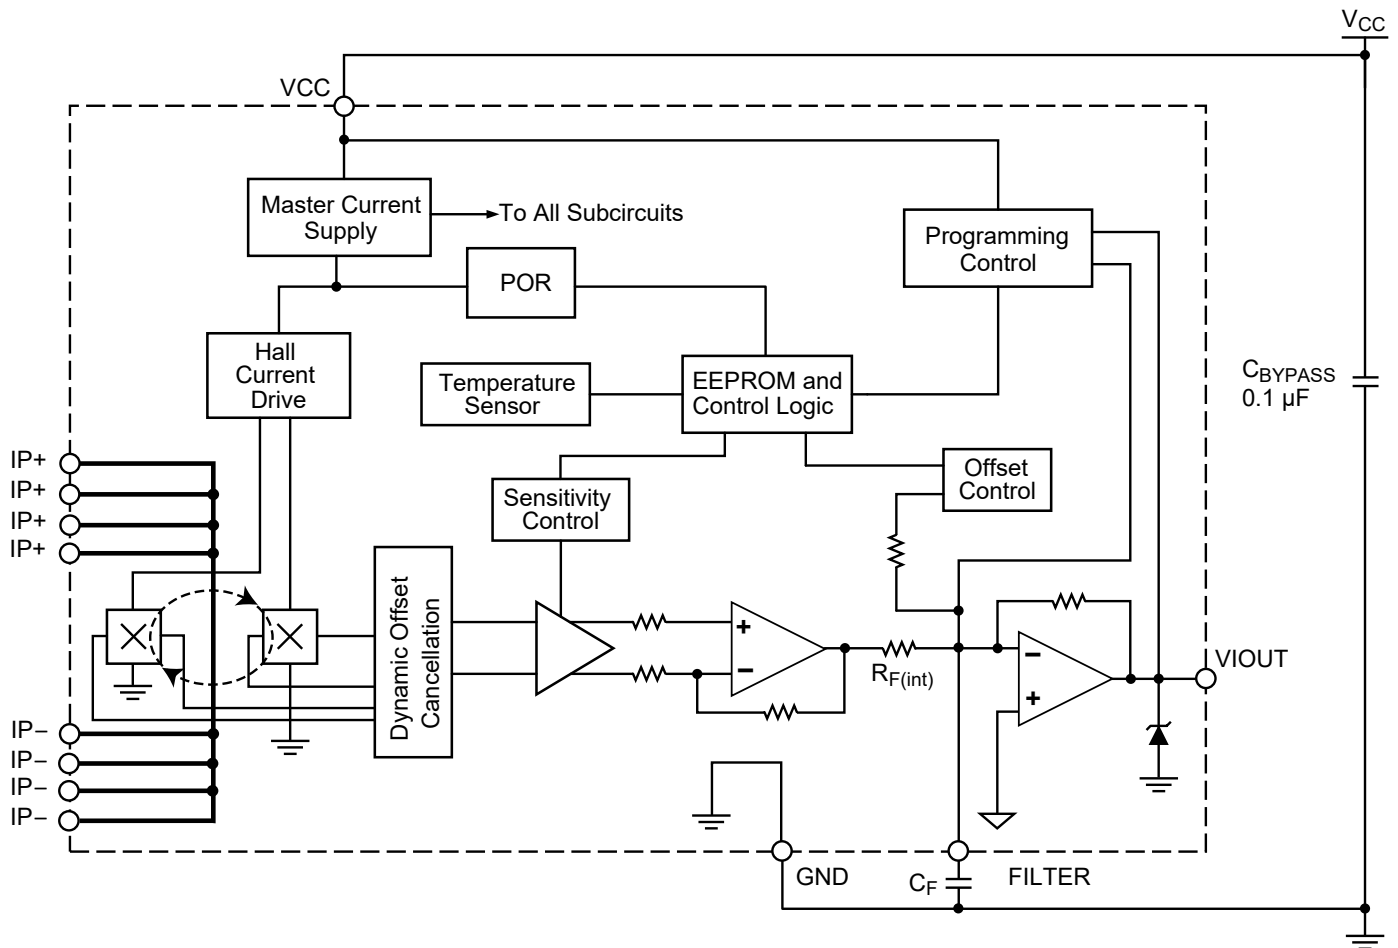 VCC
VCC
Master Current
Supply
To All Subcircuits
Programming
Control
POR
Hall
Current
Drive
Temperature
Sensor
EEPROM and
Control Logic
CBYPASS
0.1 µF
IP+
IP+
IP+
IP+
Sensitivity
Control
Offset
Control
Dynamic Offset
Cancellation
+
–
RF(int)
–
+
VIOUT
IP–
IP–
IP–
IP–
GND
CF
FILTER